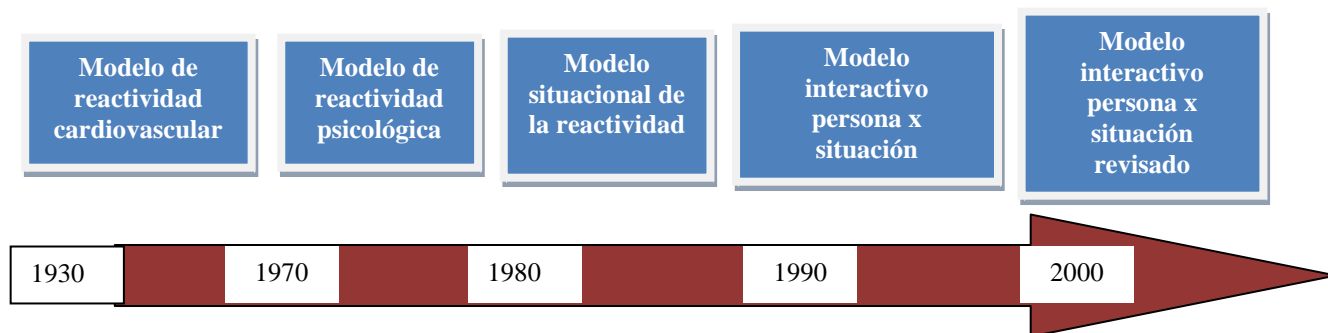 Modelo de
reactividad
cardiovascular
Modelo de
reactividad
psicológica
Modelo
situacional de
la reactividad
Modelo
interactivo
persona x
situación
Modelo
interactivo
persona x
situación
revisado
1930
1970
1980
1990
2000